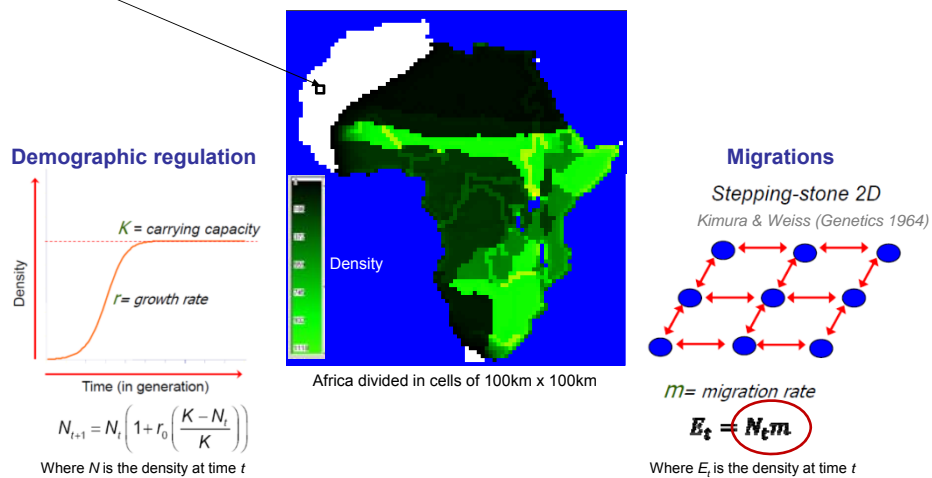 Demographic regulation
K = carrying capacity
r= growth rate
Density
Time (in generation)
N_{t+1} = N_t (1 + r_0 ((K - N_t) / K))
Where N is the density at time t
Density
Africa divided in cells of 100km x 100km
Migrations
Stepping-stone 2D
Kimura & Weiss (Genetics 1964)
m= migration rate
E_t = N_t m
Where E_t is the density at time t